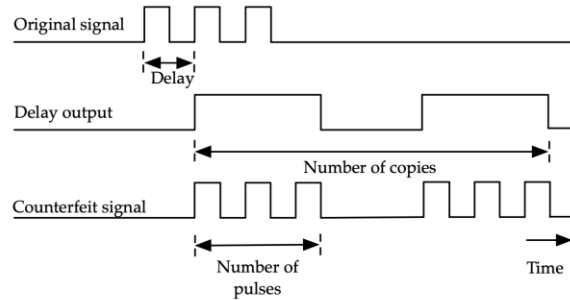 Original signal
Delay
Delay output
Number of copies
Counterfeit signal
Number of
pulses
Time